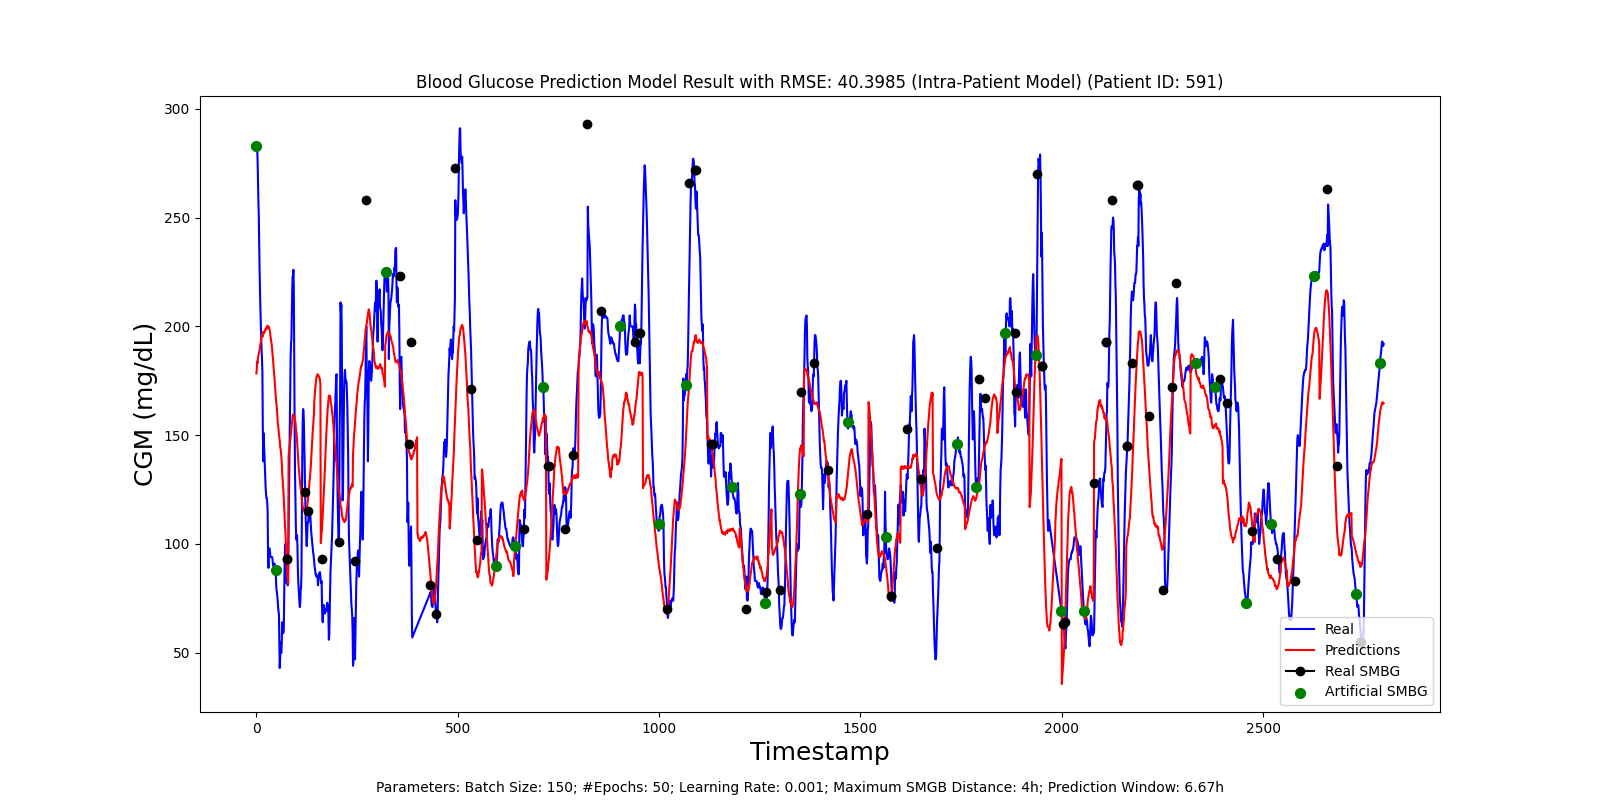 Blood Glucose Prediction Model Result with RMSE: 40.3985 (Intra-Patient Model) (Patient ID: 591)
300
250
200
150
100
50
CGM (mg/dL)
Real
Predictions
Real SMBG
Artificial SMBG
0 500 1000 1500 2000 2500
Timestamp
Parameters: Batch Size: 150; #Epochs: 50; Learning Rate: 0.001; Maximum SMGB Distance: 4h; Prediction Window: 6.67h